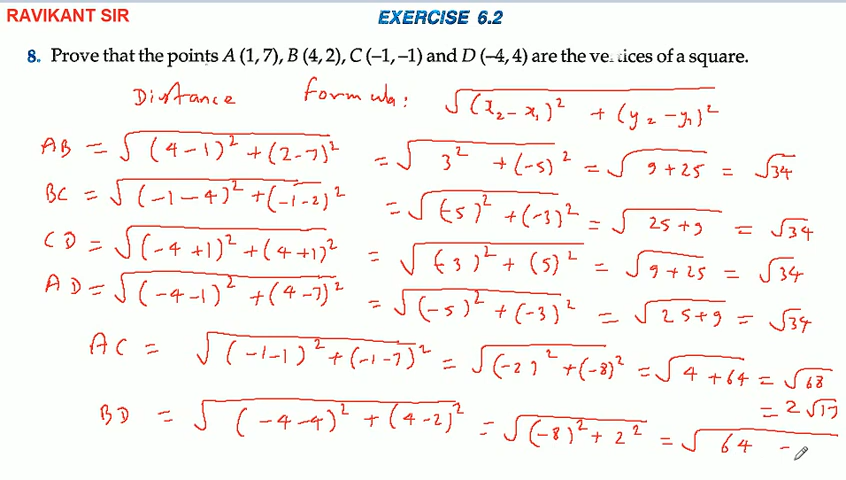 RAVIKANT SIR
EXERCISE 6.2
8. Prove that the points A (1, 7), B (4, 2), C (–1, –1) and D (–4, 4) are the vertices of a square.
Distance formula: √(x₂ - x₁)² + (y₂ - y₁)²
AB = √(4-1)² + (2-7)² = √3² + (-5)² = √9+25 = √34
BC = √(-1-4)² + (-1-2)² = √(-5)² + (-3)² = √25+9 = √34
CD = √(-4+1)² + (4+1)² = √(-3)² + (5)² = √9+25 = √34
AD = √(-4-1)² + (4-7)² = √(-5)² + (-3)² = √25+9 = √34
AC = √(-1-1)² + (-1-7)² = √(-2)² + (-8)² = √4+64 = √68
= 2√17
BD = √(-4-4)² + (4-2)² = √(-8)² + 2² = √64 -